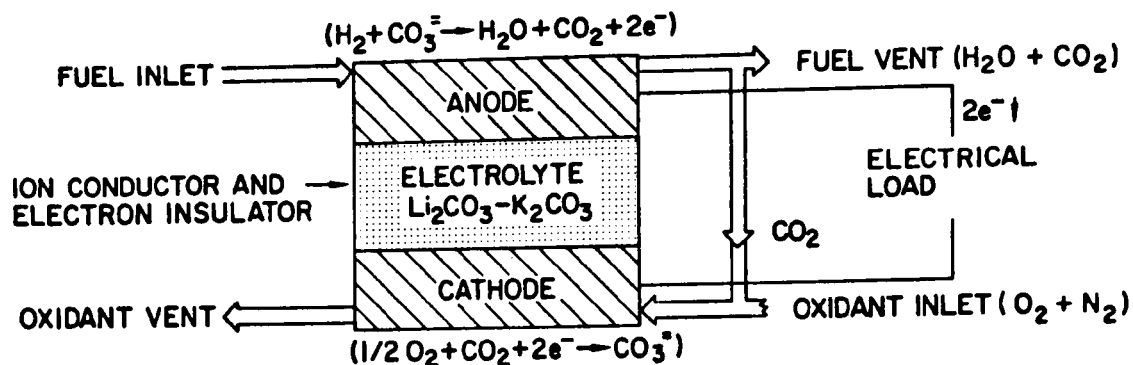 (H₂+CO₃⁼→H₂O+CO₂+2e⁻)
FUEL INLET
FUEL VENT (H₂O + CO₂)
ANODE
2e⁻↑
ELECTRICAL
LOAD
ION CONDUCTOR AND
ELECTRON INSULATOR
ELECTROLYTE
Li₂CO₃-K₂CO₃
CO₂
CATHODE
OXIDANT VENT
OXIDANT INLET (O₂ + N₂)
(1/2 O₂+CO₂+2e⁻→CO₃⁼)